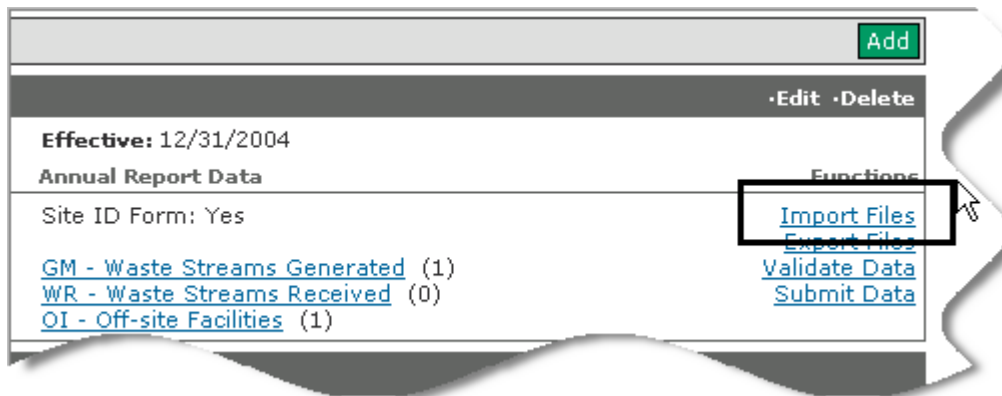 Add
·Edit ·Delete
Effective: 12/31/2004
Annual Report Data Functions
Site ID Form: Yes Import Files
Export Files
GM - Waste Streams Generated (1) Validate Data
WR - Waste Streams Received (0) Submit Data
OI - Off-site Facilities (1)